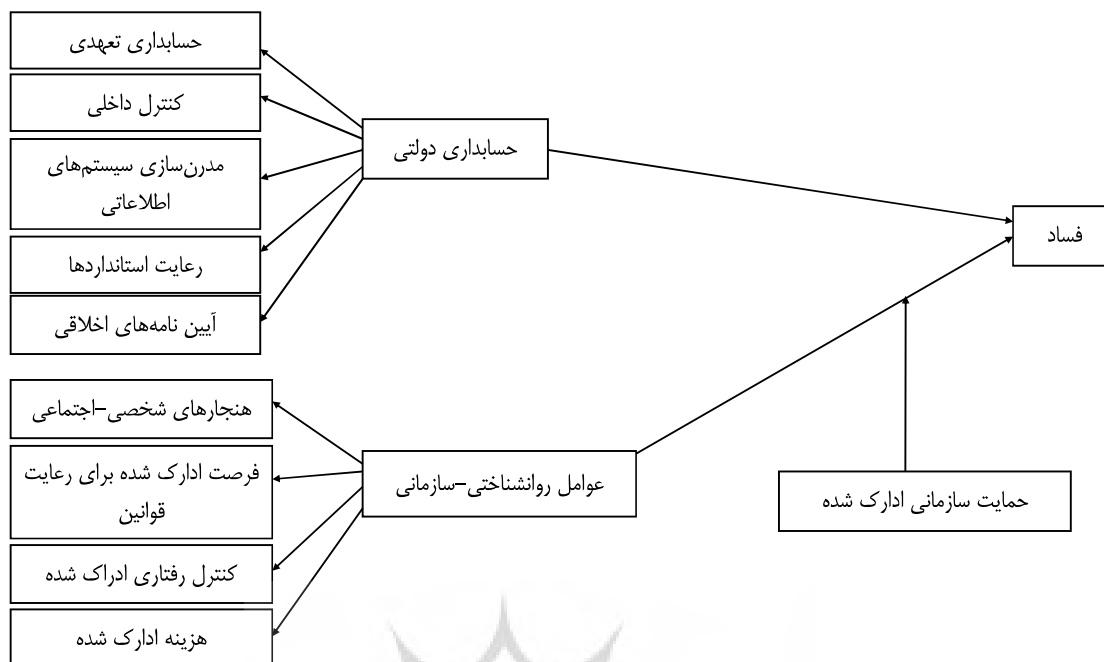 حسابداری تعهدی
کنترل داخلی
مدرن‌سازی سیستم‌های
اطلاعاتی
رعایت استانداردها
آیین نامه‌های اخلاقی
حسابداری دولتی
فساد
هنجارهای شخصی–اجتماعی
فرصت ادارک شده برای رعایت
قوانین
کنترل رفتاری ادراک شده
هزینه ادارک شده
عوامل روانشناختی–سازمانی
حمایت سازمانی ادارک شده